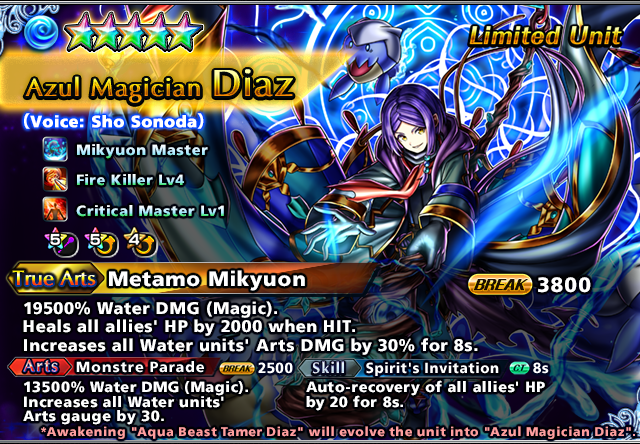 Limited Unit
Azul Magician Diaz
(Voice: Sho Sonoda)
Mikyuon Master
Fire Killer Lv4
Critical Master Lv1
5 5 4
True Arts Metamo Mikyuon BREAK 3800
19500% Water DMG (Magic).
Heals all allies' HP by 2000 when HIT.
Increases all Water units' Arts DMG by 30% for 8s.
Arts Monstre Parade BREAK 2500
13500% Water DMG (Magic).
Increases all Water units'
Arts gauge by 30.
Skill Spirit's Invitation CT 8s
Auto-recovery of all allies' HP
by 20 for 8s.
*Awakening "Aqua Beast Tamer Diaz" will evolve the unit into "Azul Magician Diaz".